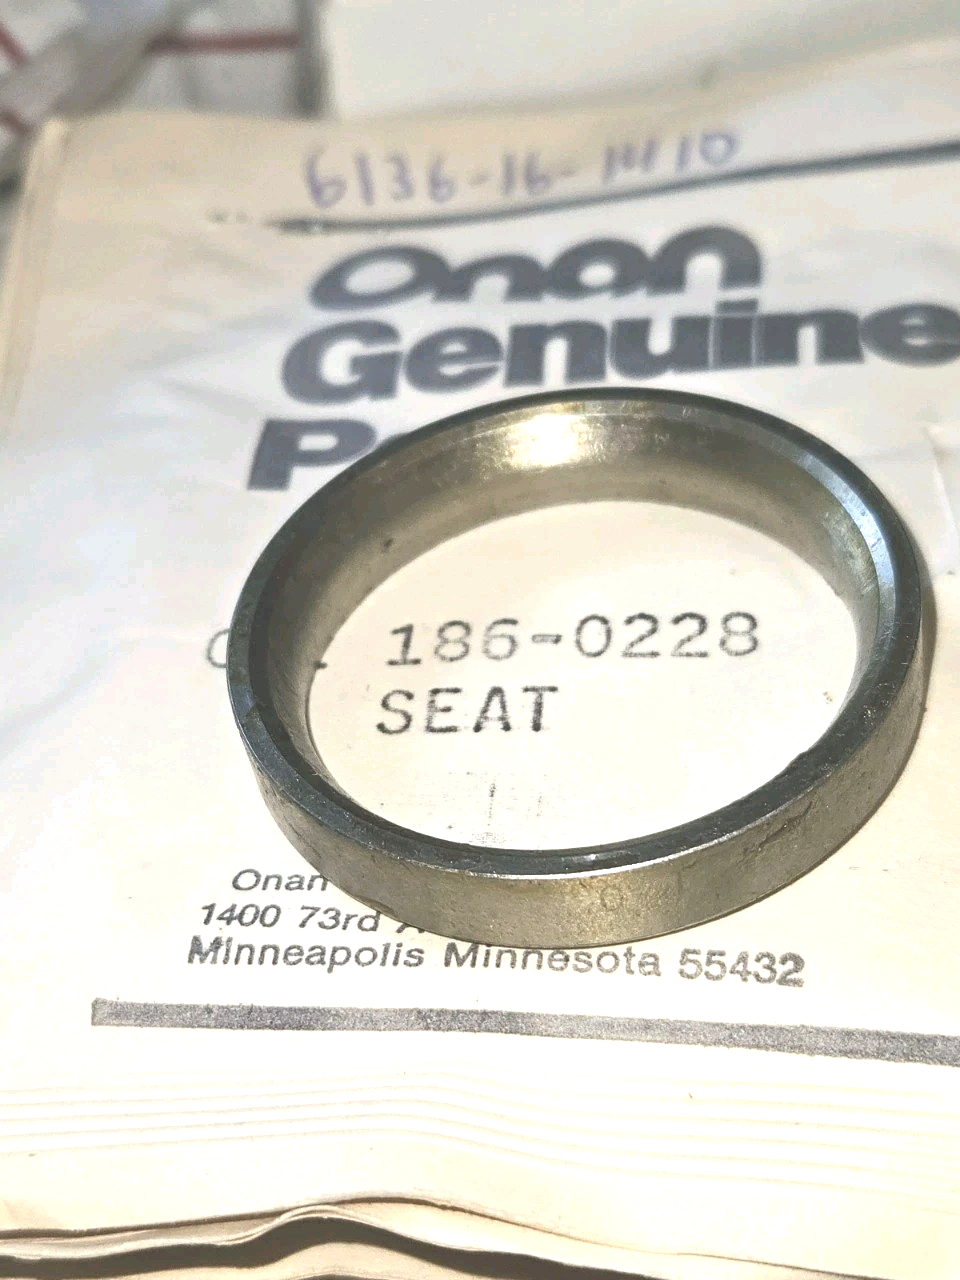 6136-16-1410
Onan
Genuine
186-0228
SEAT
Onan
1400 73rd
Minneapolis Minnesota 55432